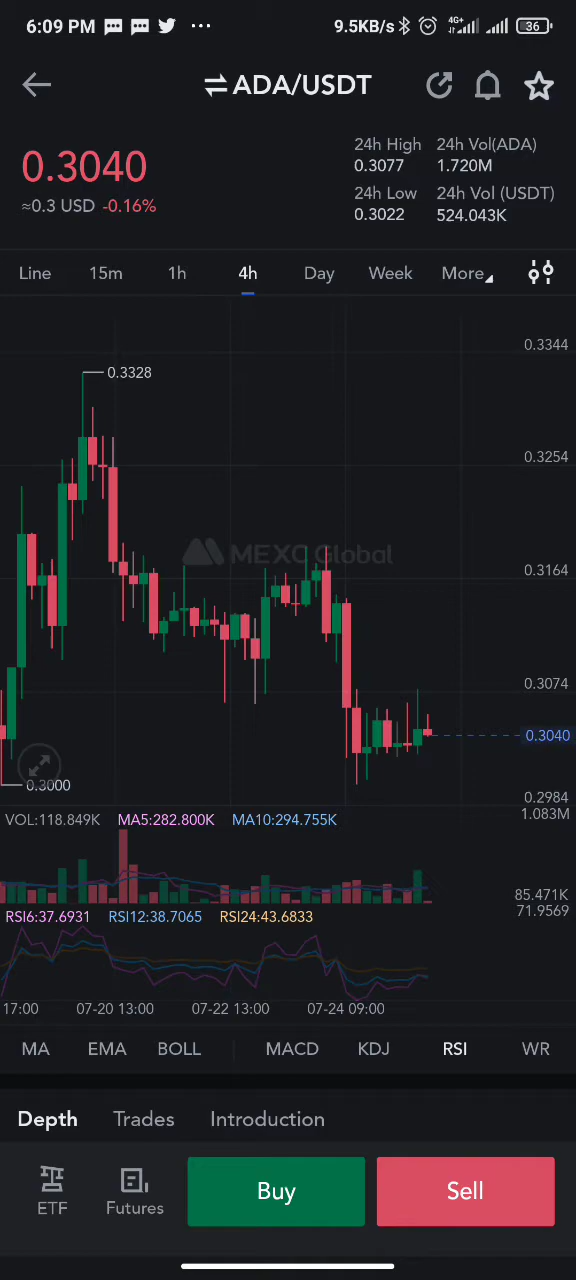 6:09 PM ... 9.5KB/s 4G+ 36
ADA/USDT
0.3040
≈0.3 USD -0.16%
24h High 24h Vol(ADA)
0.3077 1.720M
24h Low 24h Vol (USDT)
0.3022 524.043K
Line 15m 1h 4h Day Week More
0.3344
0.3328
0.3254
MEXC Global
0.3164
0.3074
0.3040
0.3000
0.2984
VOL:118.849K MA5:282.800K MA10:294.755K 1.083M
85.471K
RSI6:37.6931 RSI12:38.7065 RSI24:43.6833 71.9569
17:00 07-20 13:00 07-22 13:00 07-24 09:00
MA EMA BOLL MACD KDJ RSI WR
Depth Trades Introduction
ETF Futures Buy Sell